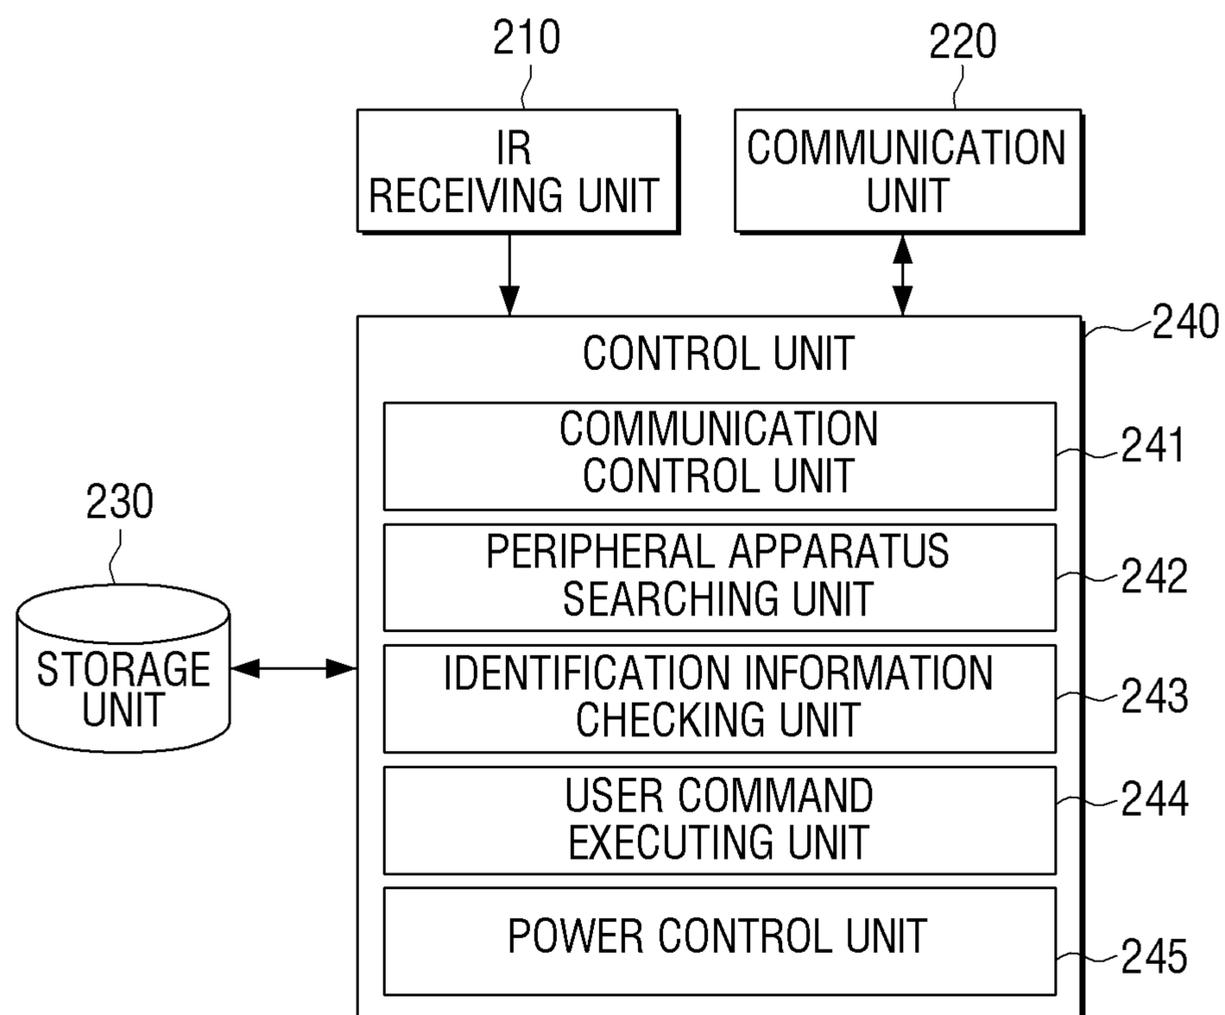 210
220
IR
RECEIVING UNIT
COMMUNICATION
UNIT
240
CONTROL UNIT
COMMUNICATION
CONTROL UNIT
241
230
PERIPHERAL APPARATUS
SEARCHING UNIT
242
STORAGE
UNIT
IDENTIFICATION INFORMATION
CHECKING UNIT
243
USER COMMAND
EXECUTING UNIT
244
POWER CONTROL UNIT
245